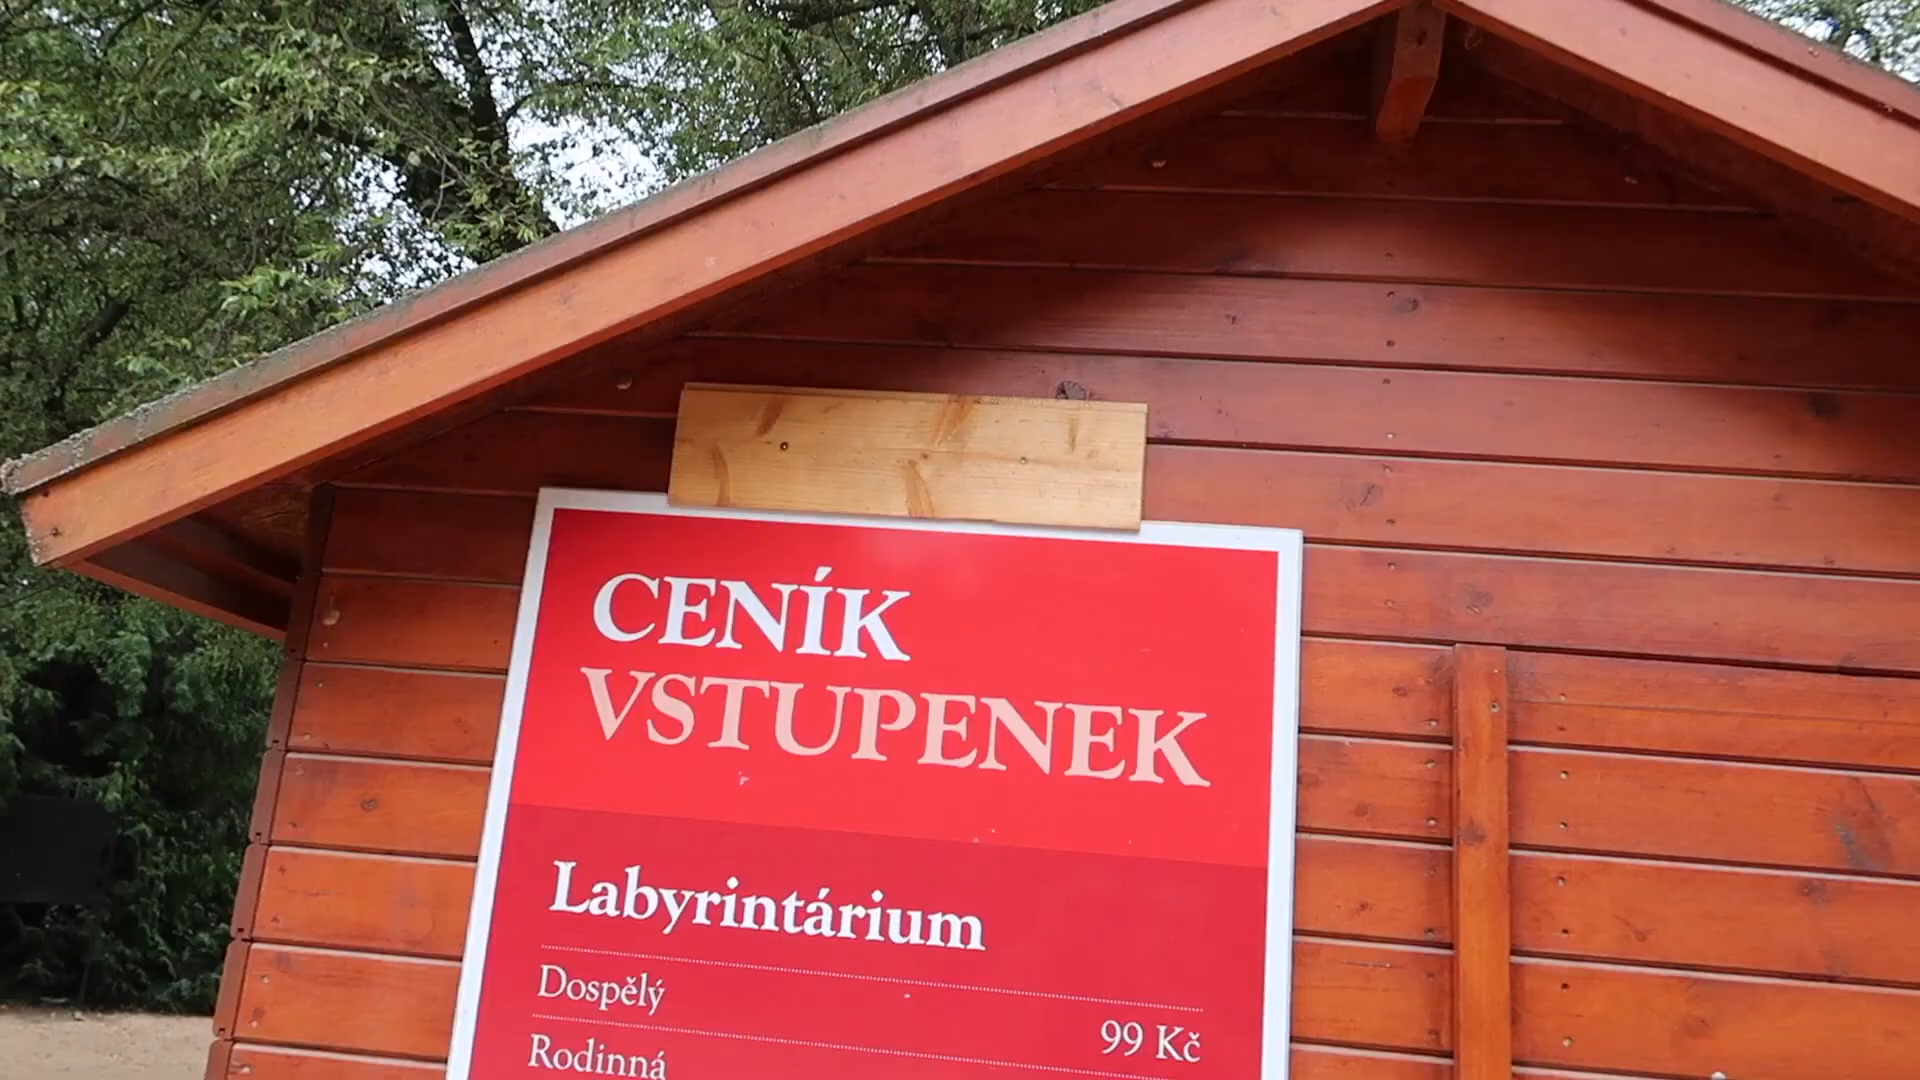 CENÍK
VSTUPENEK
Labyrintárium
Dospělý 99 Kč
Rodinná